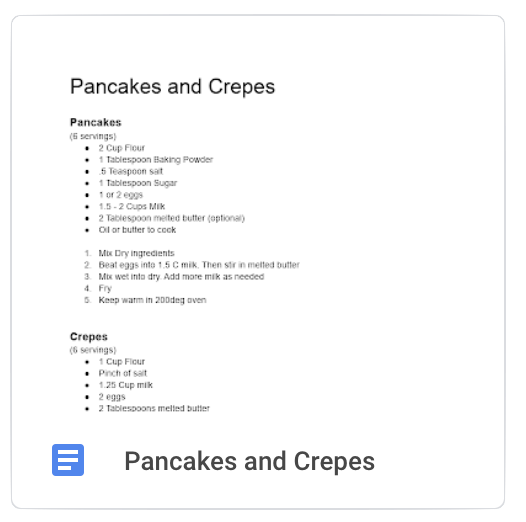 Pancakes and Crepes
Pancakes
(6 servings)
● 2 Cup Flour
● 1 Tablespoon Baking Powder
● .5 Teaspoon salt
● 1 Tablespoon Sugar
● 1 or 2 eggs
● 1.5 - 2 Cups Milk
● 2 Tablespoon melted butter (optional)
● Oil or butter to cook
1. Mix Dry ingredients
2. Beat eggs into 1.5 C milk. Then stir in melted butter
3. Mix wet into dry. Add more milk as needed
4. Fry
5. Keep warm in 200deg oven
Crepes
(6 servings)
● 1 Cup Flour
● Pinch of salt
● 1.25 Cup milk
● 2 eggs
● 2 Tablespoons melted butter
Pancakes and Crepes